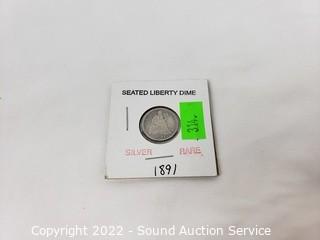 SEATED LIBERTY DIME
SILVER RARE
1891
Copyright 2022 - Sound Auction Service